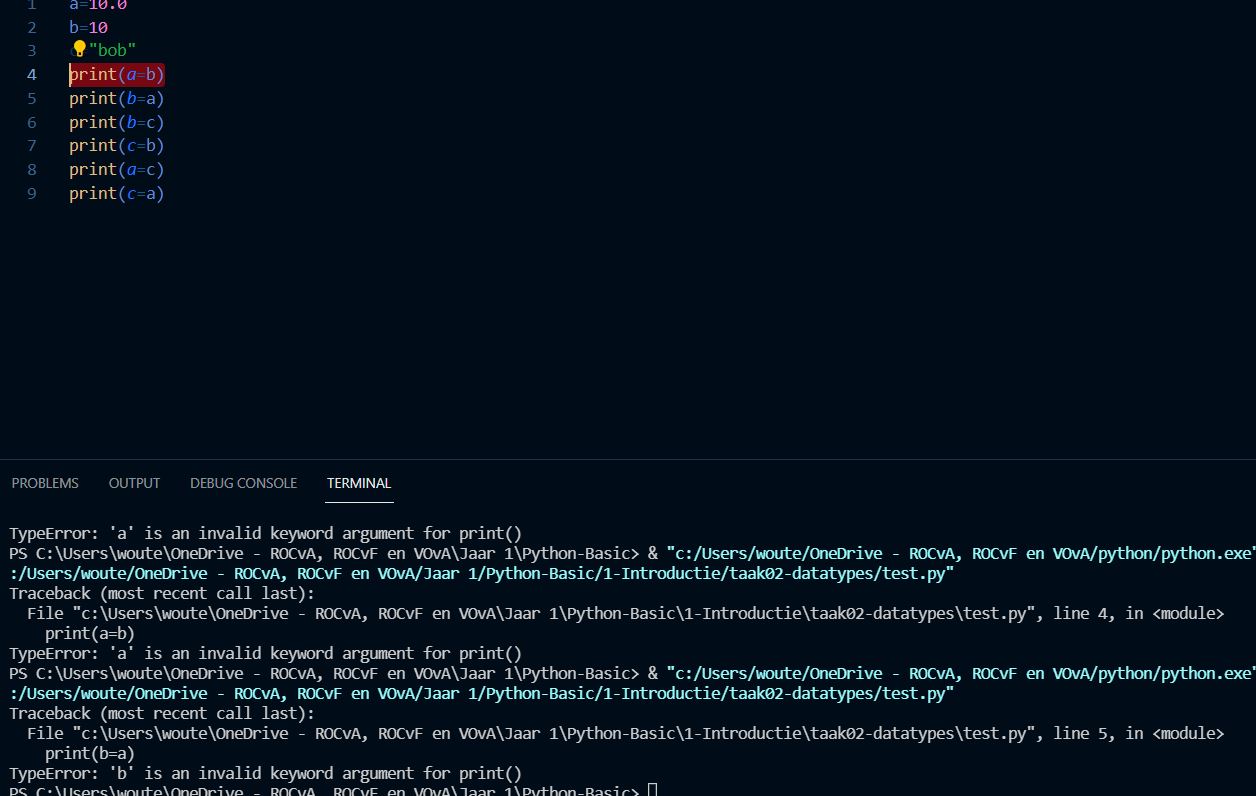 1 a=10.0
2 b=10
3 "bob"
4 print(a=b)
5 print(b=a)
6 print(b=c)
7 print(c=b)
8 print(a=c)
9 print(c=a)
PROBLEMS OUTPUT DEBUG CONSOLE TERMINAL
TypeError: 'a' is an invalid keyword argument for print()
PS C:\Users\woute\OneDrive - ROCvA, ROCvF en VOvA\Jaar 1\Python-Basic> & "c:/Users/woute/OneDrive - ROCvA, ROCvF en VOvA/python/python.exe"
:/Users/woute/OneDrive - ROCvA, ROCvF en VOvA/Jaar 1/Python-Basic/1-Introductie/taak02-datatypes/test.py"
Traceback (most recent call last):
File "c:\Users\woute\OneDrive - ROCvA, ROCvF en VOvA\Jaar 1\Python-Basic\1-Introductie\taak02-datatypes\test.py", line 4, in <module>
print(a=b)
TypeError: 'a' is an invalid keyword argument for print()
PS C:\Users\woute\OneDrive - ROCvA, ROCvF en VOvA\Jaar 1\Python-Basic> & "c:/Users/woute/OneDrive - ROCvA, ROCvF en VOvA/python/python.exe"
:/Users/woute/OneDrive - ROCvA, ROCvF en VOvA/Jaar 1/Python-Basic/1-Introductie/taak02-datatypes/test.py"
Traceback (most recent call last):
File "c:\Users\woute\OneDrive - ROCvA, ROCvF en VOvA\Jaar 1\Python-Basic\1-Introductie\taak02-datatypes\test.py", line 5, in <module>
print(b=a)
TypeError: 'b' is an invalid keyword argument for print()
PS C:\Users\woute\OneDrive - ROCvA, ROCvF en VOvA\Jaar 1\Python-Basic>